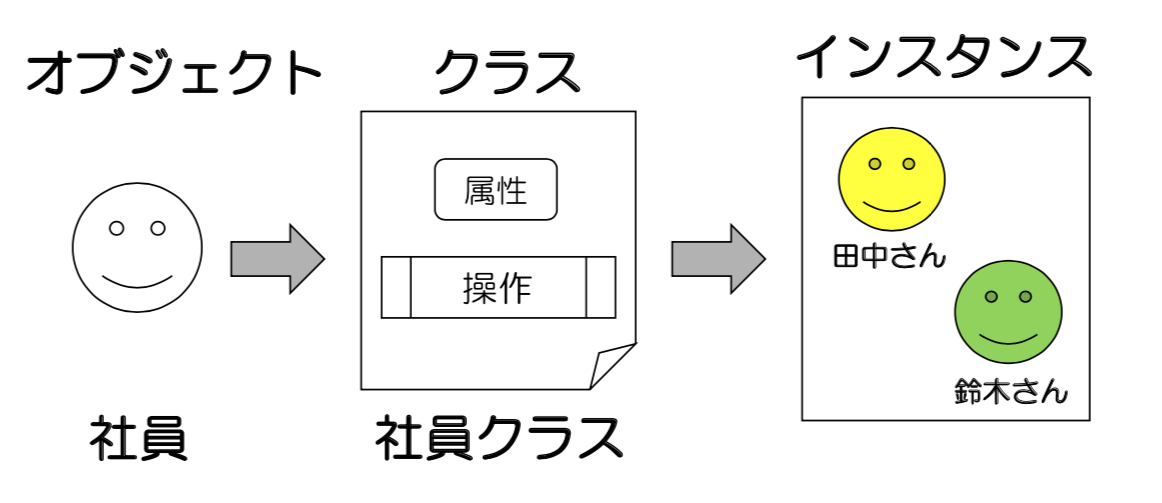 オブジェクト
社員
クラス
属性
操作
社員クラス
インスタンス
田中さん
鈴木さん